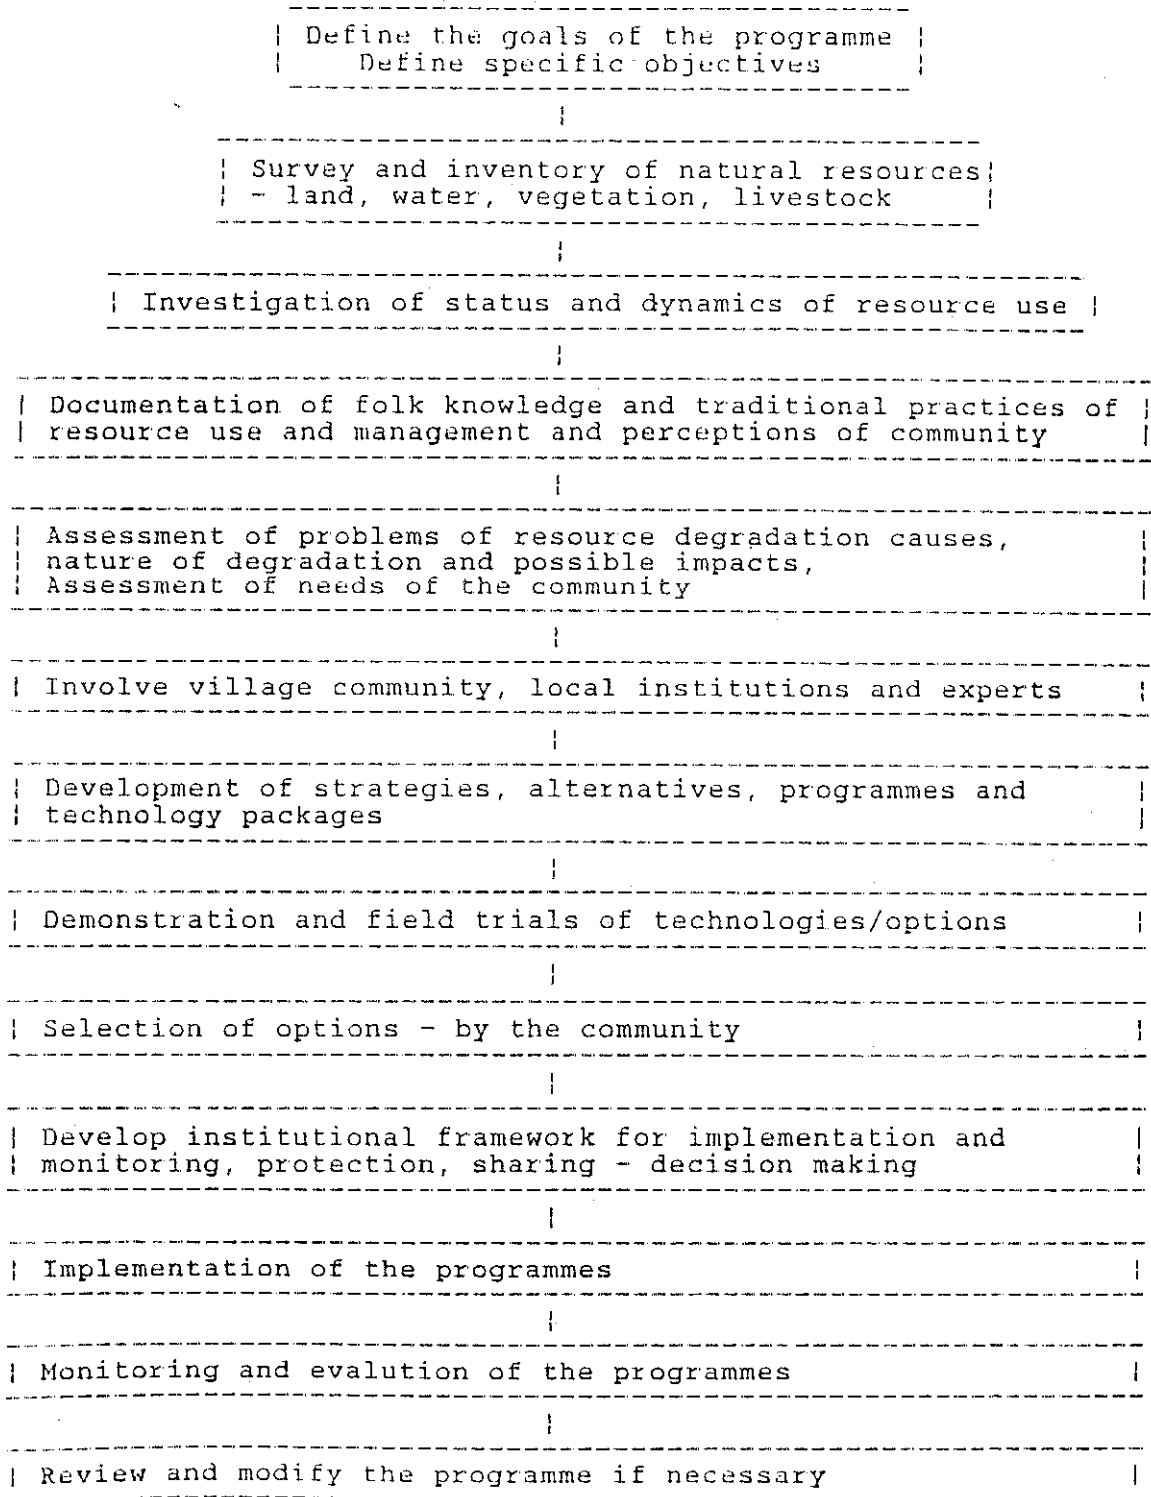 Define the goals of the programme
Define specific objectives
Survey and inventory of natural resources
- land, water, vegetation, livestock
Investigation of status and dynamics of resource use
Documentation of folk knowledge and traditional practices of
resource use and management and perceptions of community
Assessment of problems of resource degradation causes,
nature of degradation and possible impacts,
Assessment of needs of the community
Involve village community, local institutions and experts
Development of strategies, alternatives, programmes and
technology packages
Demonstration and field trials of technologies/options
Selection of options - by the community
Develop institutional framework for implementation and
monitoring, protection, sharing - decision making
Implementation of the programmes
Monitoring and evalution of the programmes
Review and modify the programme if necessary